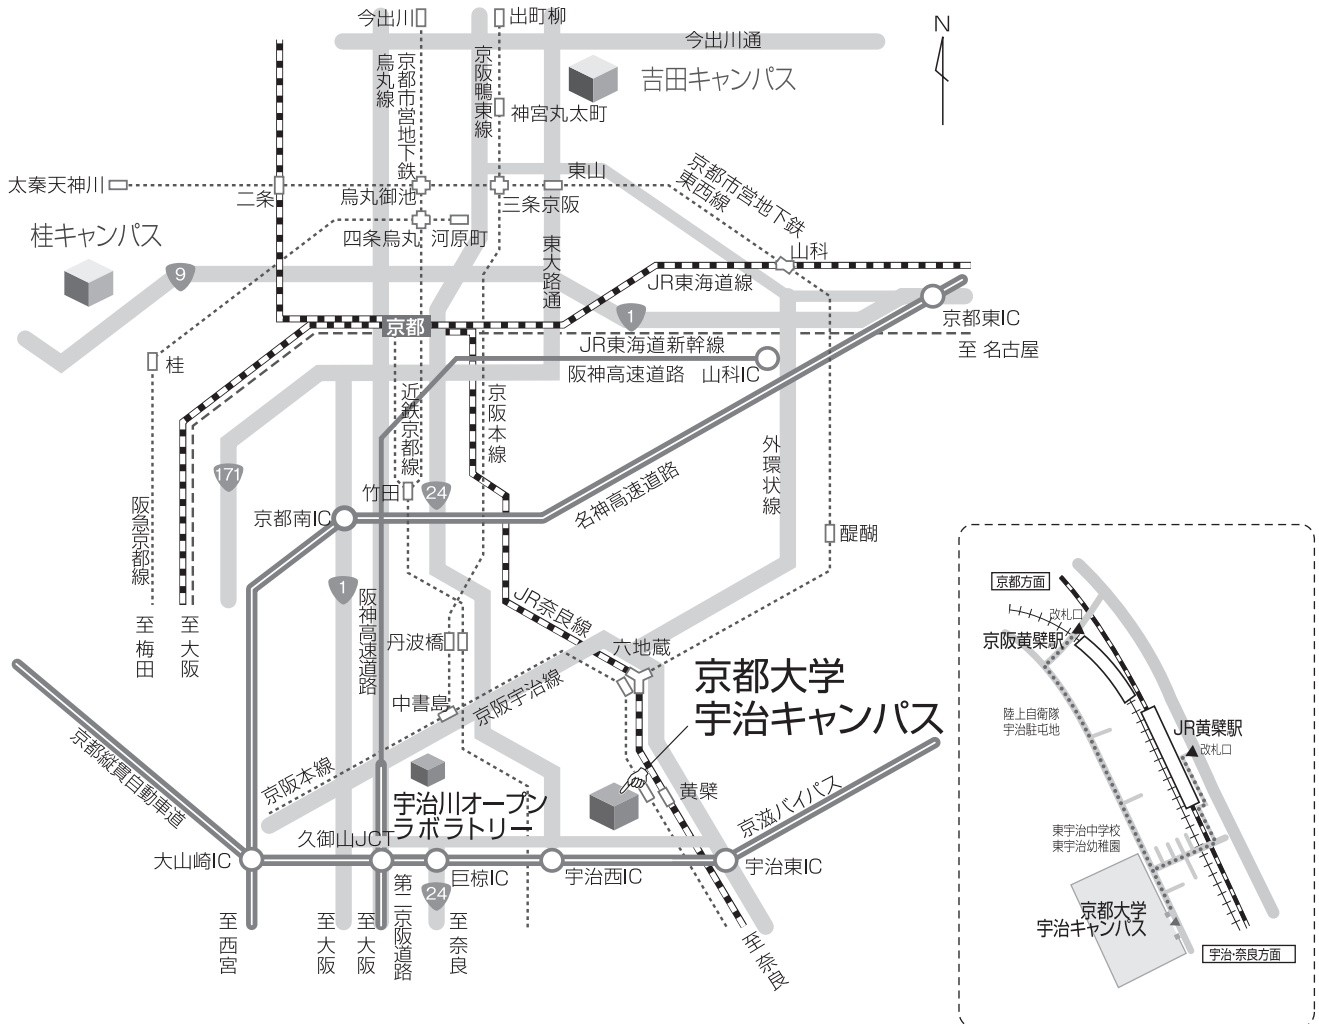 今出川
出町柳
N
今出川通
京都市営地下鉄
烏丸線
京阪鴨東線
吉田キャンパス
神宮丸太町
太秦天神川
二条
烏丸御池
三条京阪
東山
京都市営地下鉄
東西線
桂キャンパス
四条烏丸
河原町
東大路通
山科
9
JR東海道線
京都
1
京都東IC
至 名古屋
JR東海道新幹線
阪神高速道路
山科IC
桂
近鉄京都線
京阪本線
外環状線
171
竹田
24
名神高速道路
京都南IC
醍醐
阪急京都線
1
阪神高速道路
JR奈良線
至梅田
至大阪
丹波橋
六地蔵
中書島
京阪宇治線
京都大学
宇治キャンパス
京都縦貫自動車道
京阪本線
宇治川オープン
ラボラトリー
黄檗
京滋バイパス
久御山JCT
大山崎IC
巨椋IC
宇治西IC
宇治東IC
24
至西宮
至大阪
至大阪
第二京阪道路
至奈良
至奈良
京都方面
改札口
京阪黄檗駅
陸上自衛隊
宇治駐屯地
JR黄檗駅
改札口
東宇治中学校
東宇治幼稚園
京都大学
宇治キャンパス
宇治・奈良方面